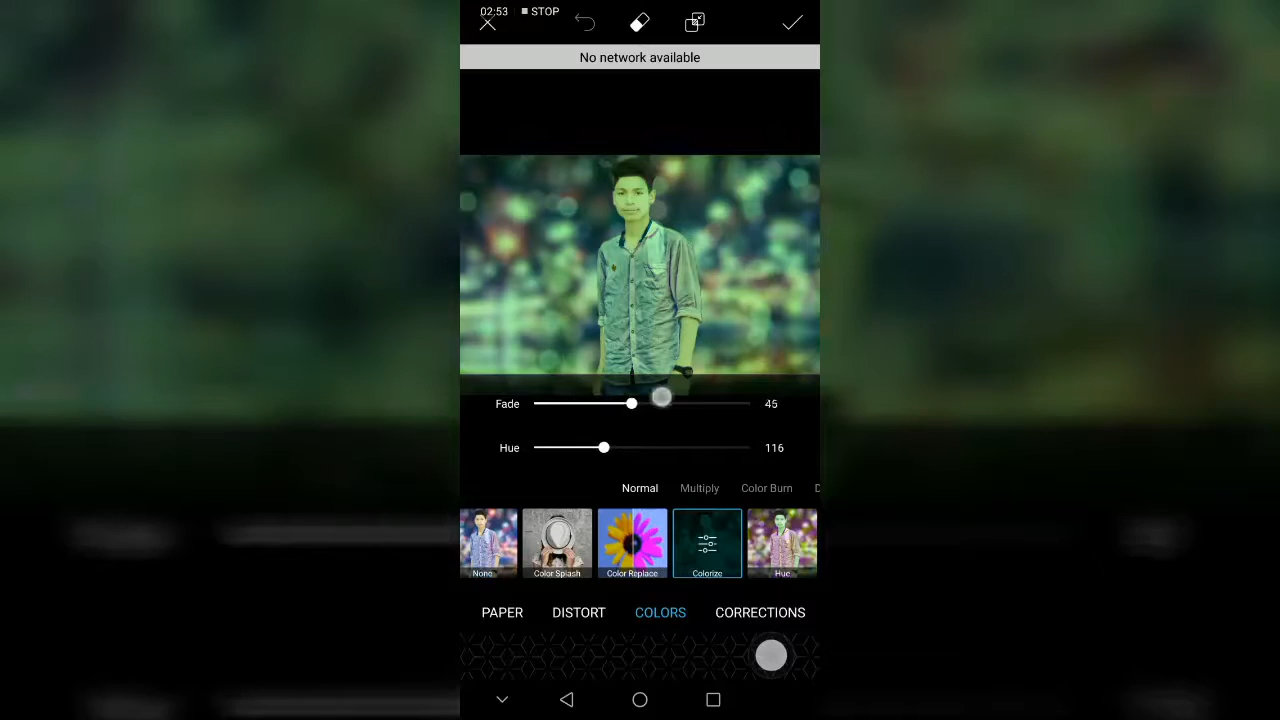 02:53 STOP
No network available
Fade 45
Hue 116
Normal Multiply Color Burn D
None Color Splash Color Replace Colorize Hue
PAPER DISTORT COLORS CORRECTIONS